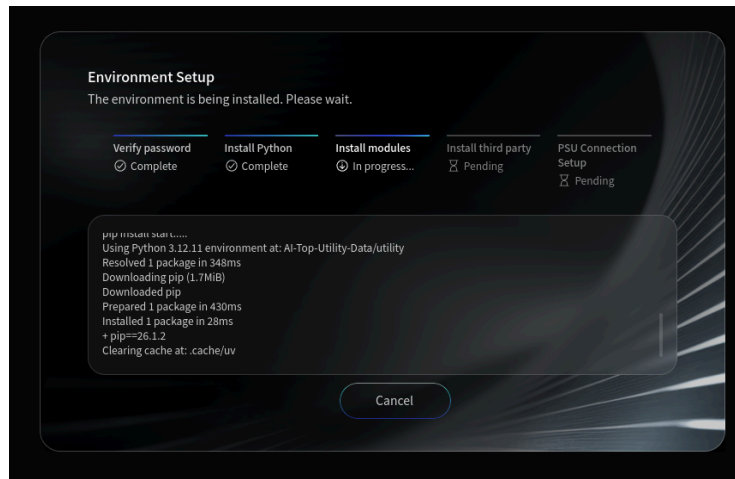 Environment Setup
The environment is being installed. Please wait.
Verify password
Complete
Install Python
Complete
Install modules
In progress...
Install third party
Pending
PSU Connection
Setup
Pending
pip install start.....
Using Python 3.12.11 environment at: AI-Top-Utility-Data/utility
Resolved 1 package in 348ms
Downloading pip (1.7MiB)
Downloaded pip
Prepared 1 package in 430ms
Installed 1 package in 28ms
+ pip==26.1.2
Clearing cache at: .cache/uv
Cancel